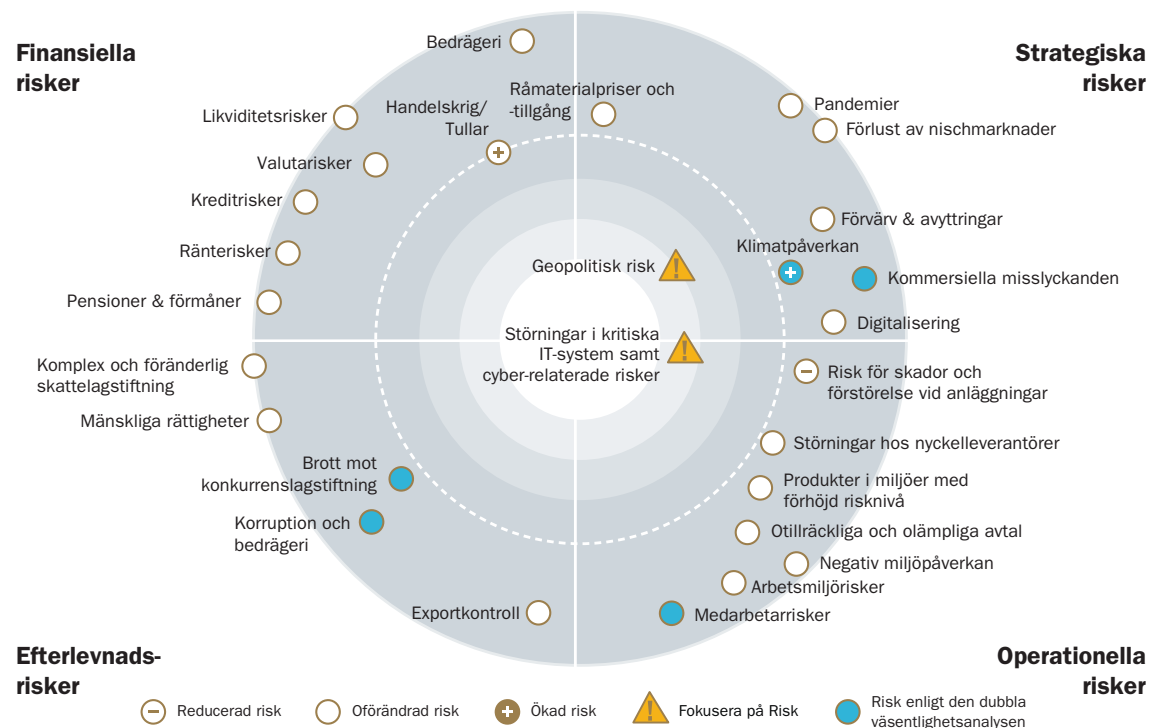 Finansiella
risker
Bedrägeri
Likviditetsrisker
Handelskrig/
Tullar
Valutarisker
Kreditrisker
Ränterisker
Pensioner & förmåner
Strategiska
risker
Råmaterialpriser och
-tillgång
Pandemier
Förlust av nischmarknader
Förvärv & avyttringar
Klimatpåverkan
Kommersiella misslyckanden
Digitalisering
Geopolitisk risk
Störningar i kritiska
IT-system samt
cyber-relaterade risker
Komplex och föränderlig
skattelagstiftning
Mänskliga rättigheter
Brott mot
konkurrenslagstiftning
Korruption och
bedrägeri
Exportkontroll
Efterlevnads-
risker
Risk för skador och
förstörelse vid anläggningar
Störningar hos nyckelleverantörer
Produkter i miljöer med
förhöjd risknivå
Otillräckliga och olämpliga avtal
Negativ miljöpåverkan
Arbetsmiljörisker
Medarbetarrisker
Operationella
risker
Reducerad risk
Oförändrad risk
Ökad risk
Fokusera på Risk
Risk enligt den dubbla
väsentlighetsanalysen